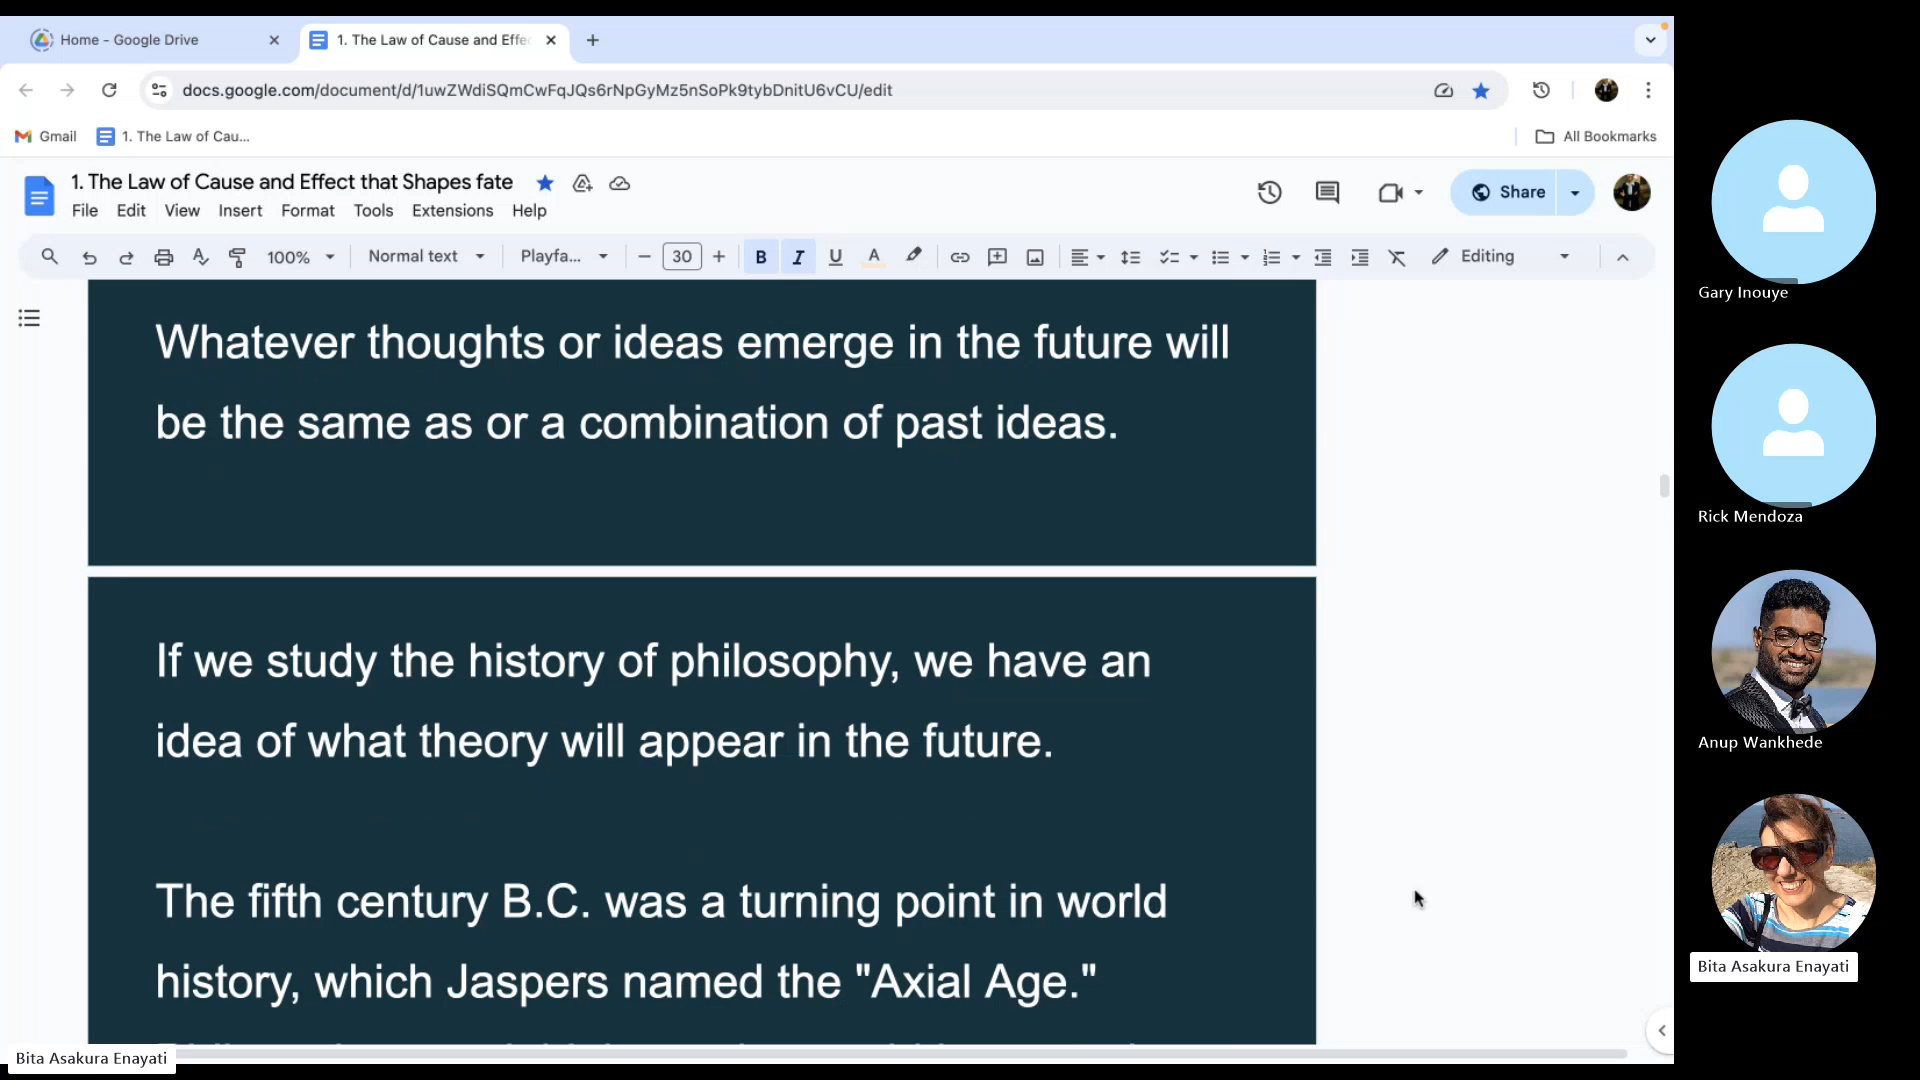 Home - Google Drive
1. The Law of Cause and Effe
docs.google.com/document/d/1uwZWdiSQmCwFqJQs6rNpGyMz5nSoPk9tybDnitU6vCU/edit
Gmail
1. The Law of Cau...
All Bookmarks
1. The Law of Cause and Effect that Shapes fate
File Edit View Insert Format Tools Extensions Help
Share
100%
Normal text
Playfa...
30
B I U A
Editing
Whatever thoughts or ideas emerge in the future will
be the same as or a combination of past ideas.
If we study the history of philosophy, we have an
idea of what theory will appear in the future.
The fifth century B.C. was a turning point in world
history, which Jaspers named the "Axial Age."
Bita Asakura Enayati
Gary Inouye
Rick Mendoza
Anup Wankhede
Bita Asakura Enayati